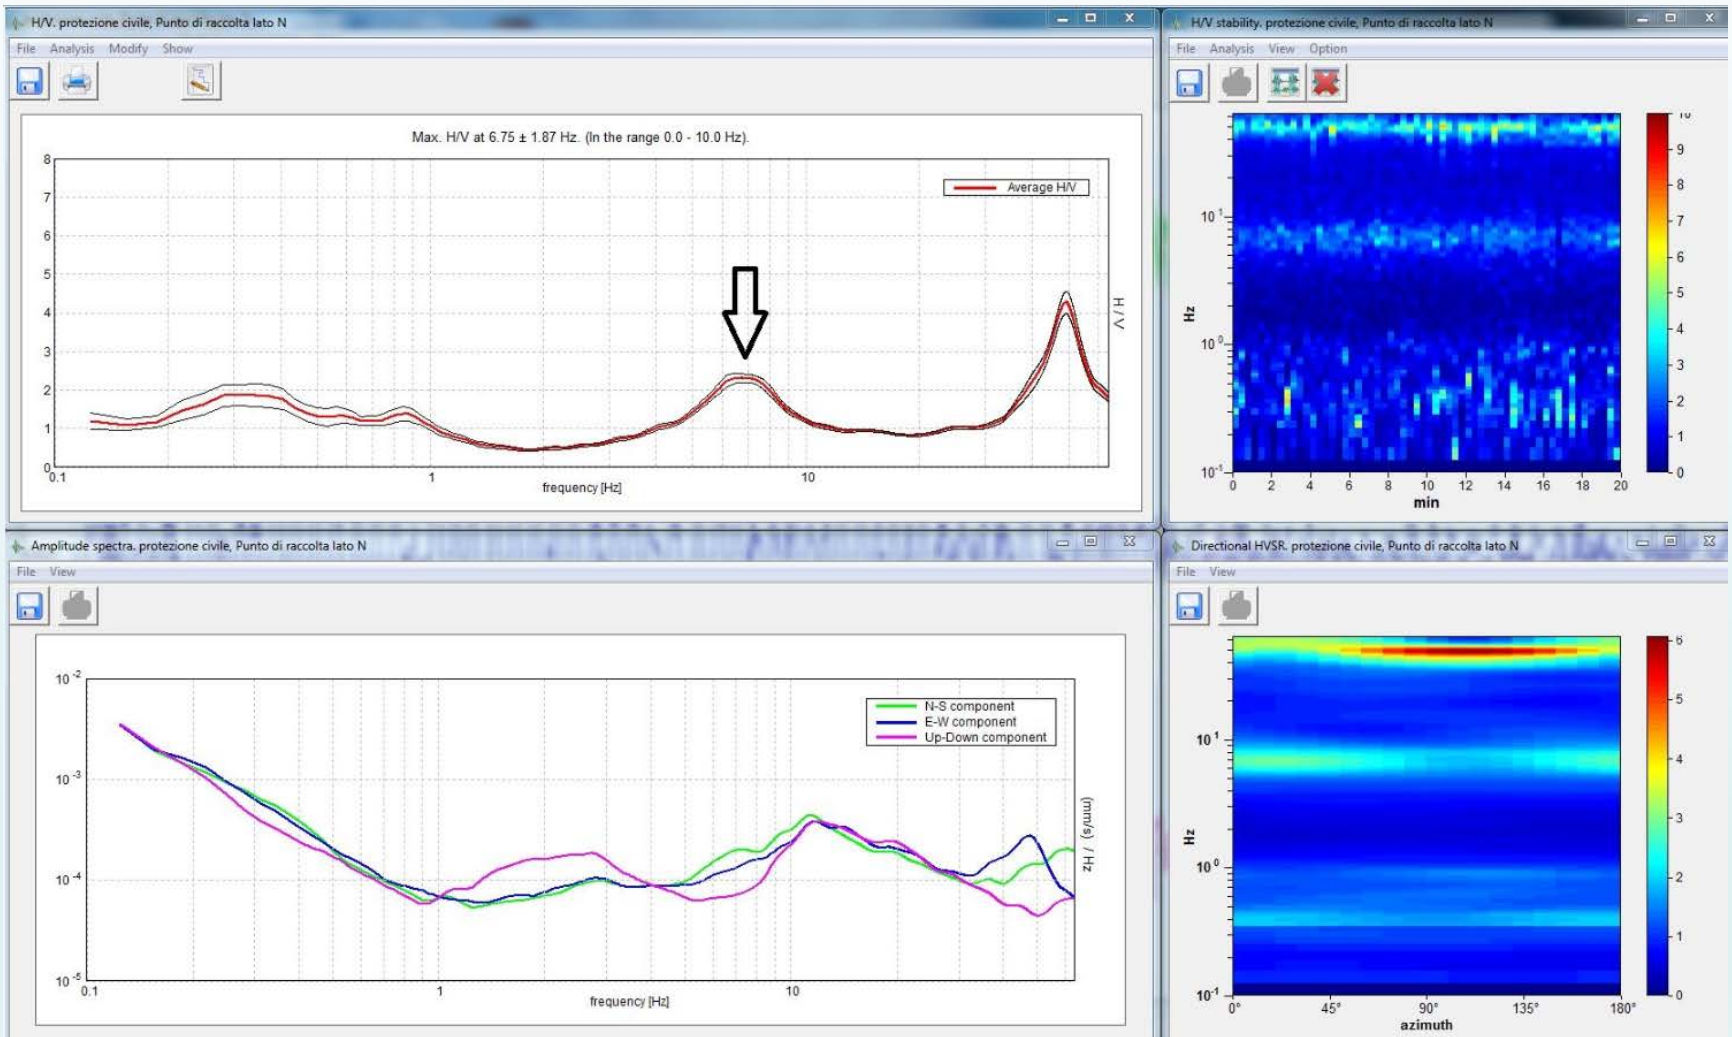 H/V. protezione civile, Punto di raccolta lato N
File Analysis Modify Show
Max. H/V at 6.75 ± 1.87 Hz. (In the range 0.0 - 10.0 Hz).
Average H/V
8
7
6
5
4
3
2
1
0
H / V
0.1 1 10
frequency [Hz]
H/V stability. protezione civile, Punto di raccolta lato N
File Analysis View Option
10
9
8
7
6
5
4
3
2
1
0
Hz
10¹
10⁰
0 2 4 6 8 10 12 14 16 18 20
min
Amplitude spectra. protezione civile, Punto di raccolta lato N
File View
N-S component
E-W component
Up-Down component
10⁻²
10⁻³
10⁻⁴
10⁻⁵
(mm/s) / Hz
0.1 1 10
frequency [Hz]
Directional HVSR. protezione civile, Punto di raccolta lato N
File View
6
5
4
3
2
1
0
Hz
10¹
10⁰
10⁻¹
0° 45° 90° 135° 180°
azimuth